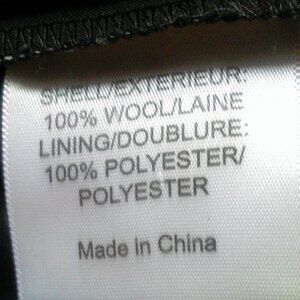 SHELL/EXTERIEUR:
100% WOOL/LAINE
LINING/DOUBLURE:
100% POLYESTER/
POLYESTER
Made in China